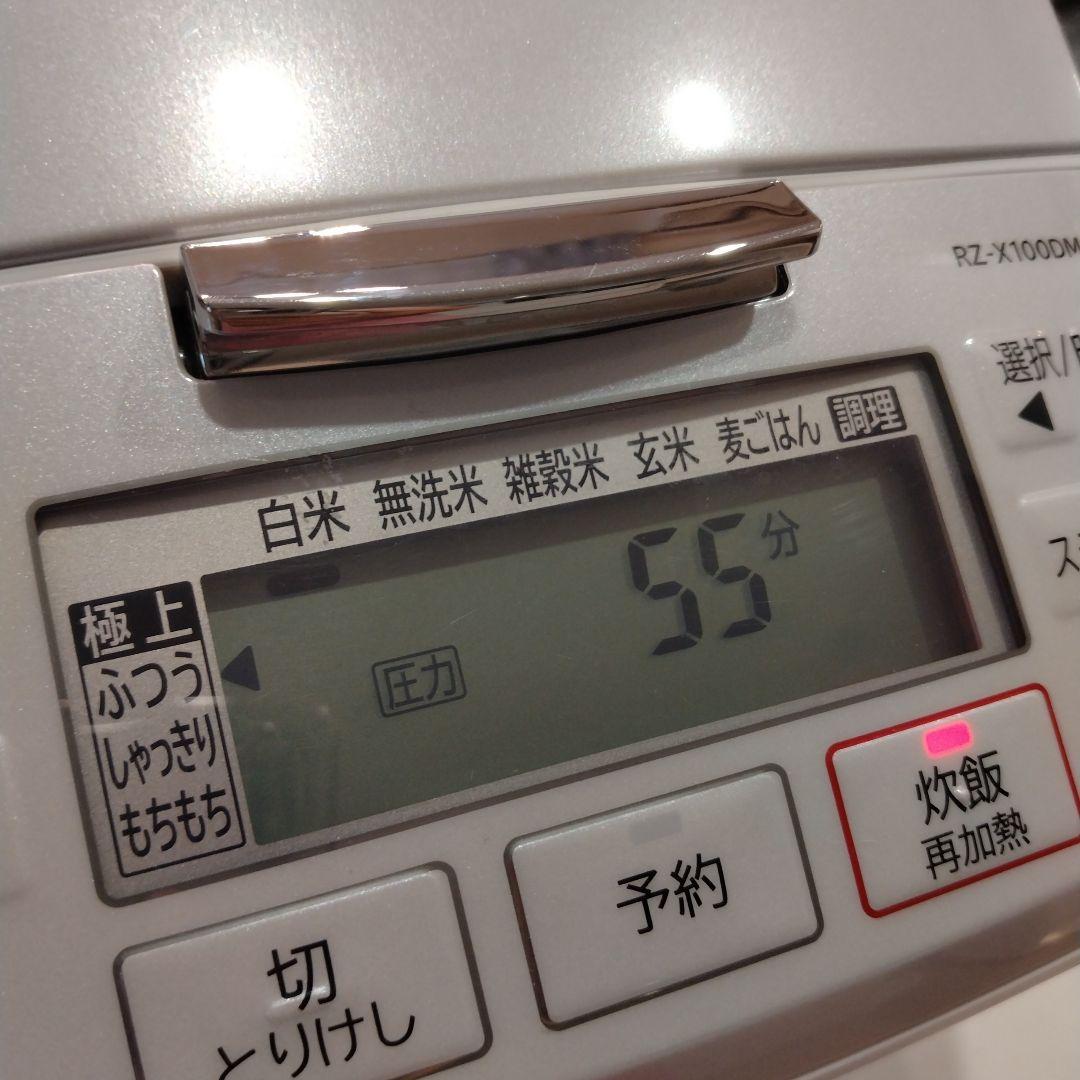 RZ-X100DM
選択/
白米 無洗米 雑穀米 玄米 麦ごはん 調理
55分
極上
ふつう
しゃっきり
もちもち
圧力
炊飯
再加熱
予約
切
とりけし